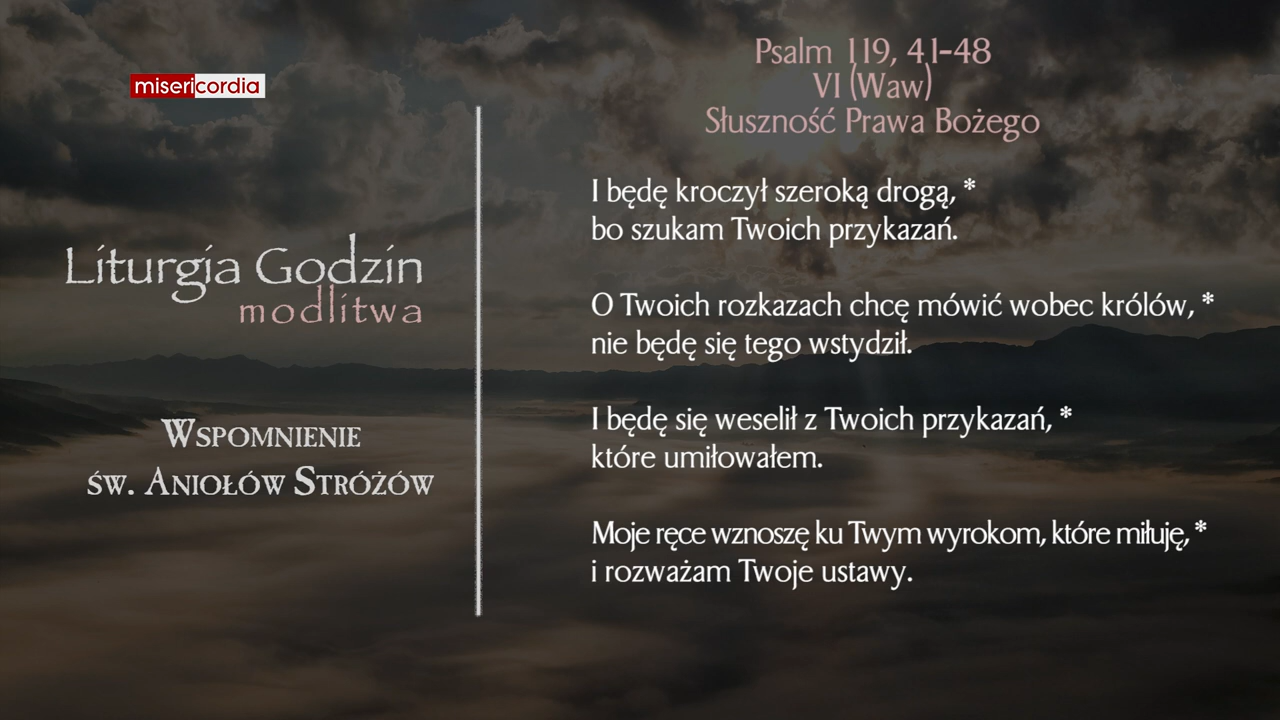 misericordia
Liturgia Godzin
modlitwa
Wspomnienie
św. Aniołów Stróżów
Psalm 119, 41-48
VI (Waw)
Słuszność Prawa Bożego
I będę kroczył szeroką drogą, *
bo szukam Twoich przykazań.
O Twoich rozkazach chcę mówić wobec królów, *
nie będę się tego wstydził.
I będę się weselił z Twoich przykazań, *
które umiłowałem.
Moje ręce wznoszę ku Twym wyrokom, które miłuję, *
i rozważam Twoje ustawy.